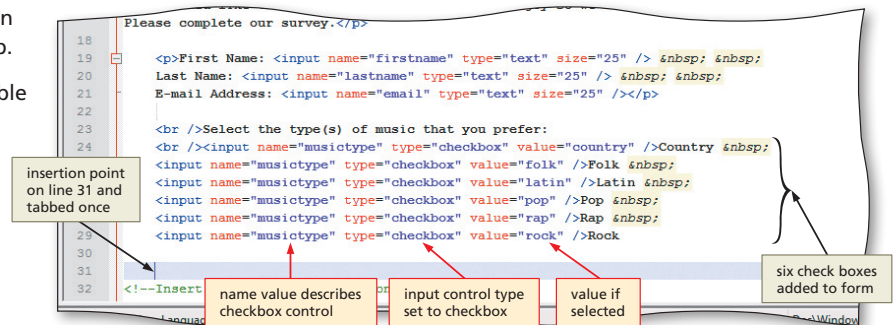 n
Please complete our survey.</p>
p.
18
19 <p>First Name: <input name="firstname" type="text" size="25" /> &nbsp; &nbsp;
20 Last Name: <input name="lastname" type="text" size="25" /> &nbsp; &nbsp;
ple
21 E-mail Address: <input name="email" type="text" size="25" /></p>
22
23 <br />Select the type(s) of music that you prefer:
24 <br /><input name="musictype" type="checkbox" value="country" />Country &nbsp;
<input name="musictype" type="checkbox" value="folk" />Folk &nbsp;
<input name="musictype" type="checkbox" value="latin" />Latin &nbsp;
<input name="musictype" type="checkbox" value="pop" />Pop &nbsp;
<input name="musictype" type="checkbox" value="rap" />Rap &nbsp;
29 <input name="musictype" type="checkbox" value="rock" />Rock
30
31
32 <!--Insert
insertion point
on line 31 and
tabbed once
name value describes
checkbox control
input control type
set to checkbox
value if
selected
six check boxes
added to form